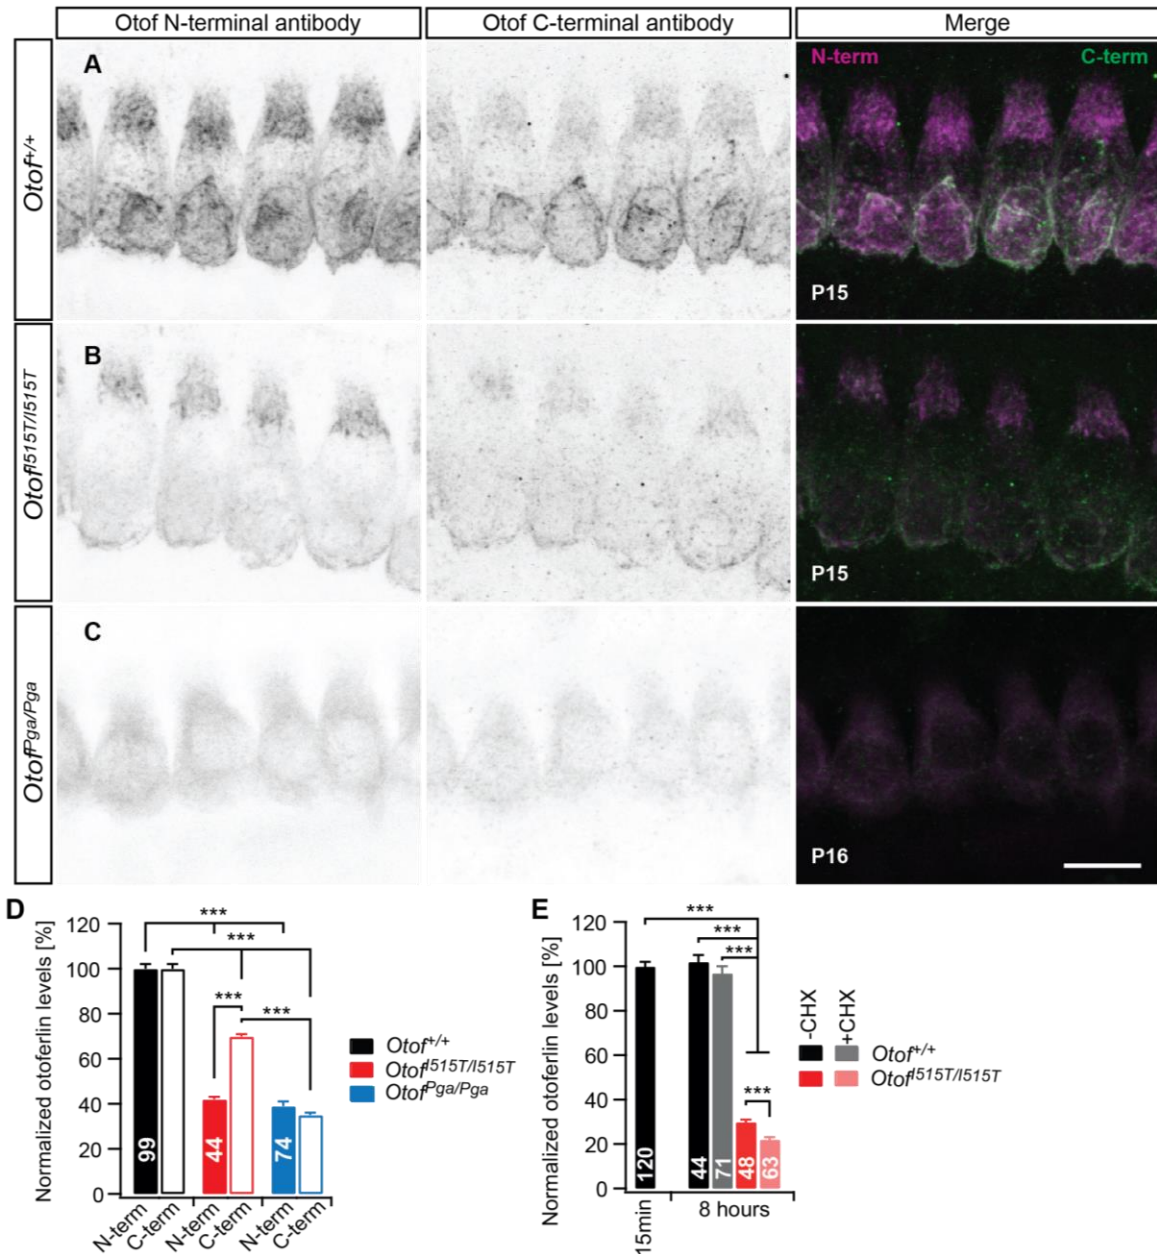 Otof N-terminal antibody
Otof C-terminal antibody
Merge
Otof+/+
A
N-term
C-term
P15
OtofI515T/I515T
B
P15
OtofPga/Pga
C
P16
D
Normalized otoferlin levels [%]
120
100
80
60
40
20
0
***
***
***
***
99
44
74
N-term
C-term
N-term
C-term
N-term
C-term
Otof+/+
OtofI515T/I515T
OtofPga/Pga
E
Normalized otoferlin levels [%]
120
100
80
60
40
20
0
***
***
***
***
120
44
71
48
63
15min
8 hours
-CHX
+CHX
Otof+/+
OtofI515T/I515T